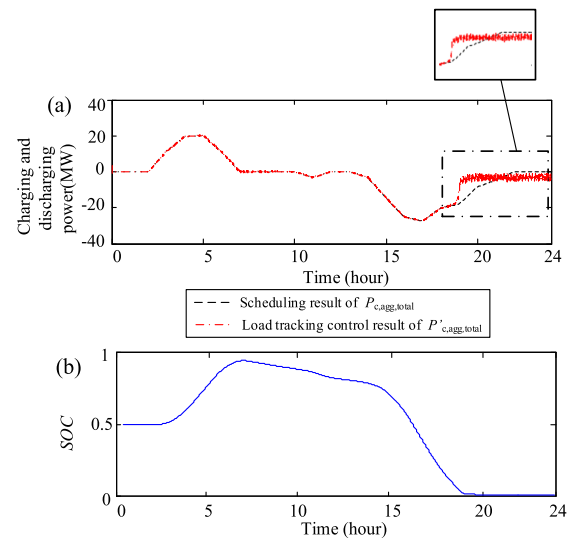 (a)
Charging and
discharging
power(MW)
40
20
0
-20
-40
0
5
10
15
20
24
Time (hour)
Scheduling result of P_c,agg,total
Load tracking control result of P'_c,agg,total
(b)
SOC
1
0.5
0
0
5
10
15
20
24
Time (hour)